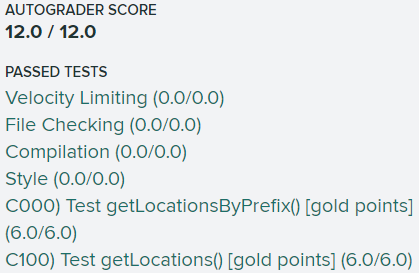 AUTOGRADER SCORE
12.0 / 12.0
PASSED TESTS
Velocity Limiting (0.0/0.0)
File Checking (0.0/0.0)
Compilation (0.0/0.0)
Style (0.0/0.0)
C000) Test getLocationsByPrefix() [gold points]
(6.0/6.0)
C100) Test getLocations() [gold points] (6.0/6.0)